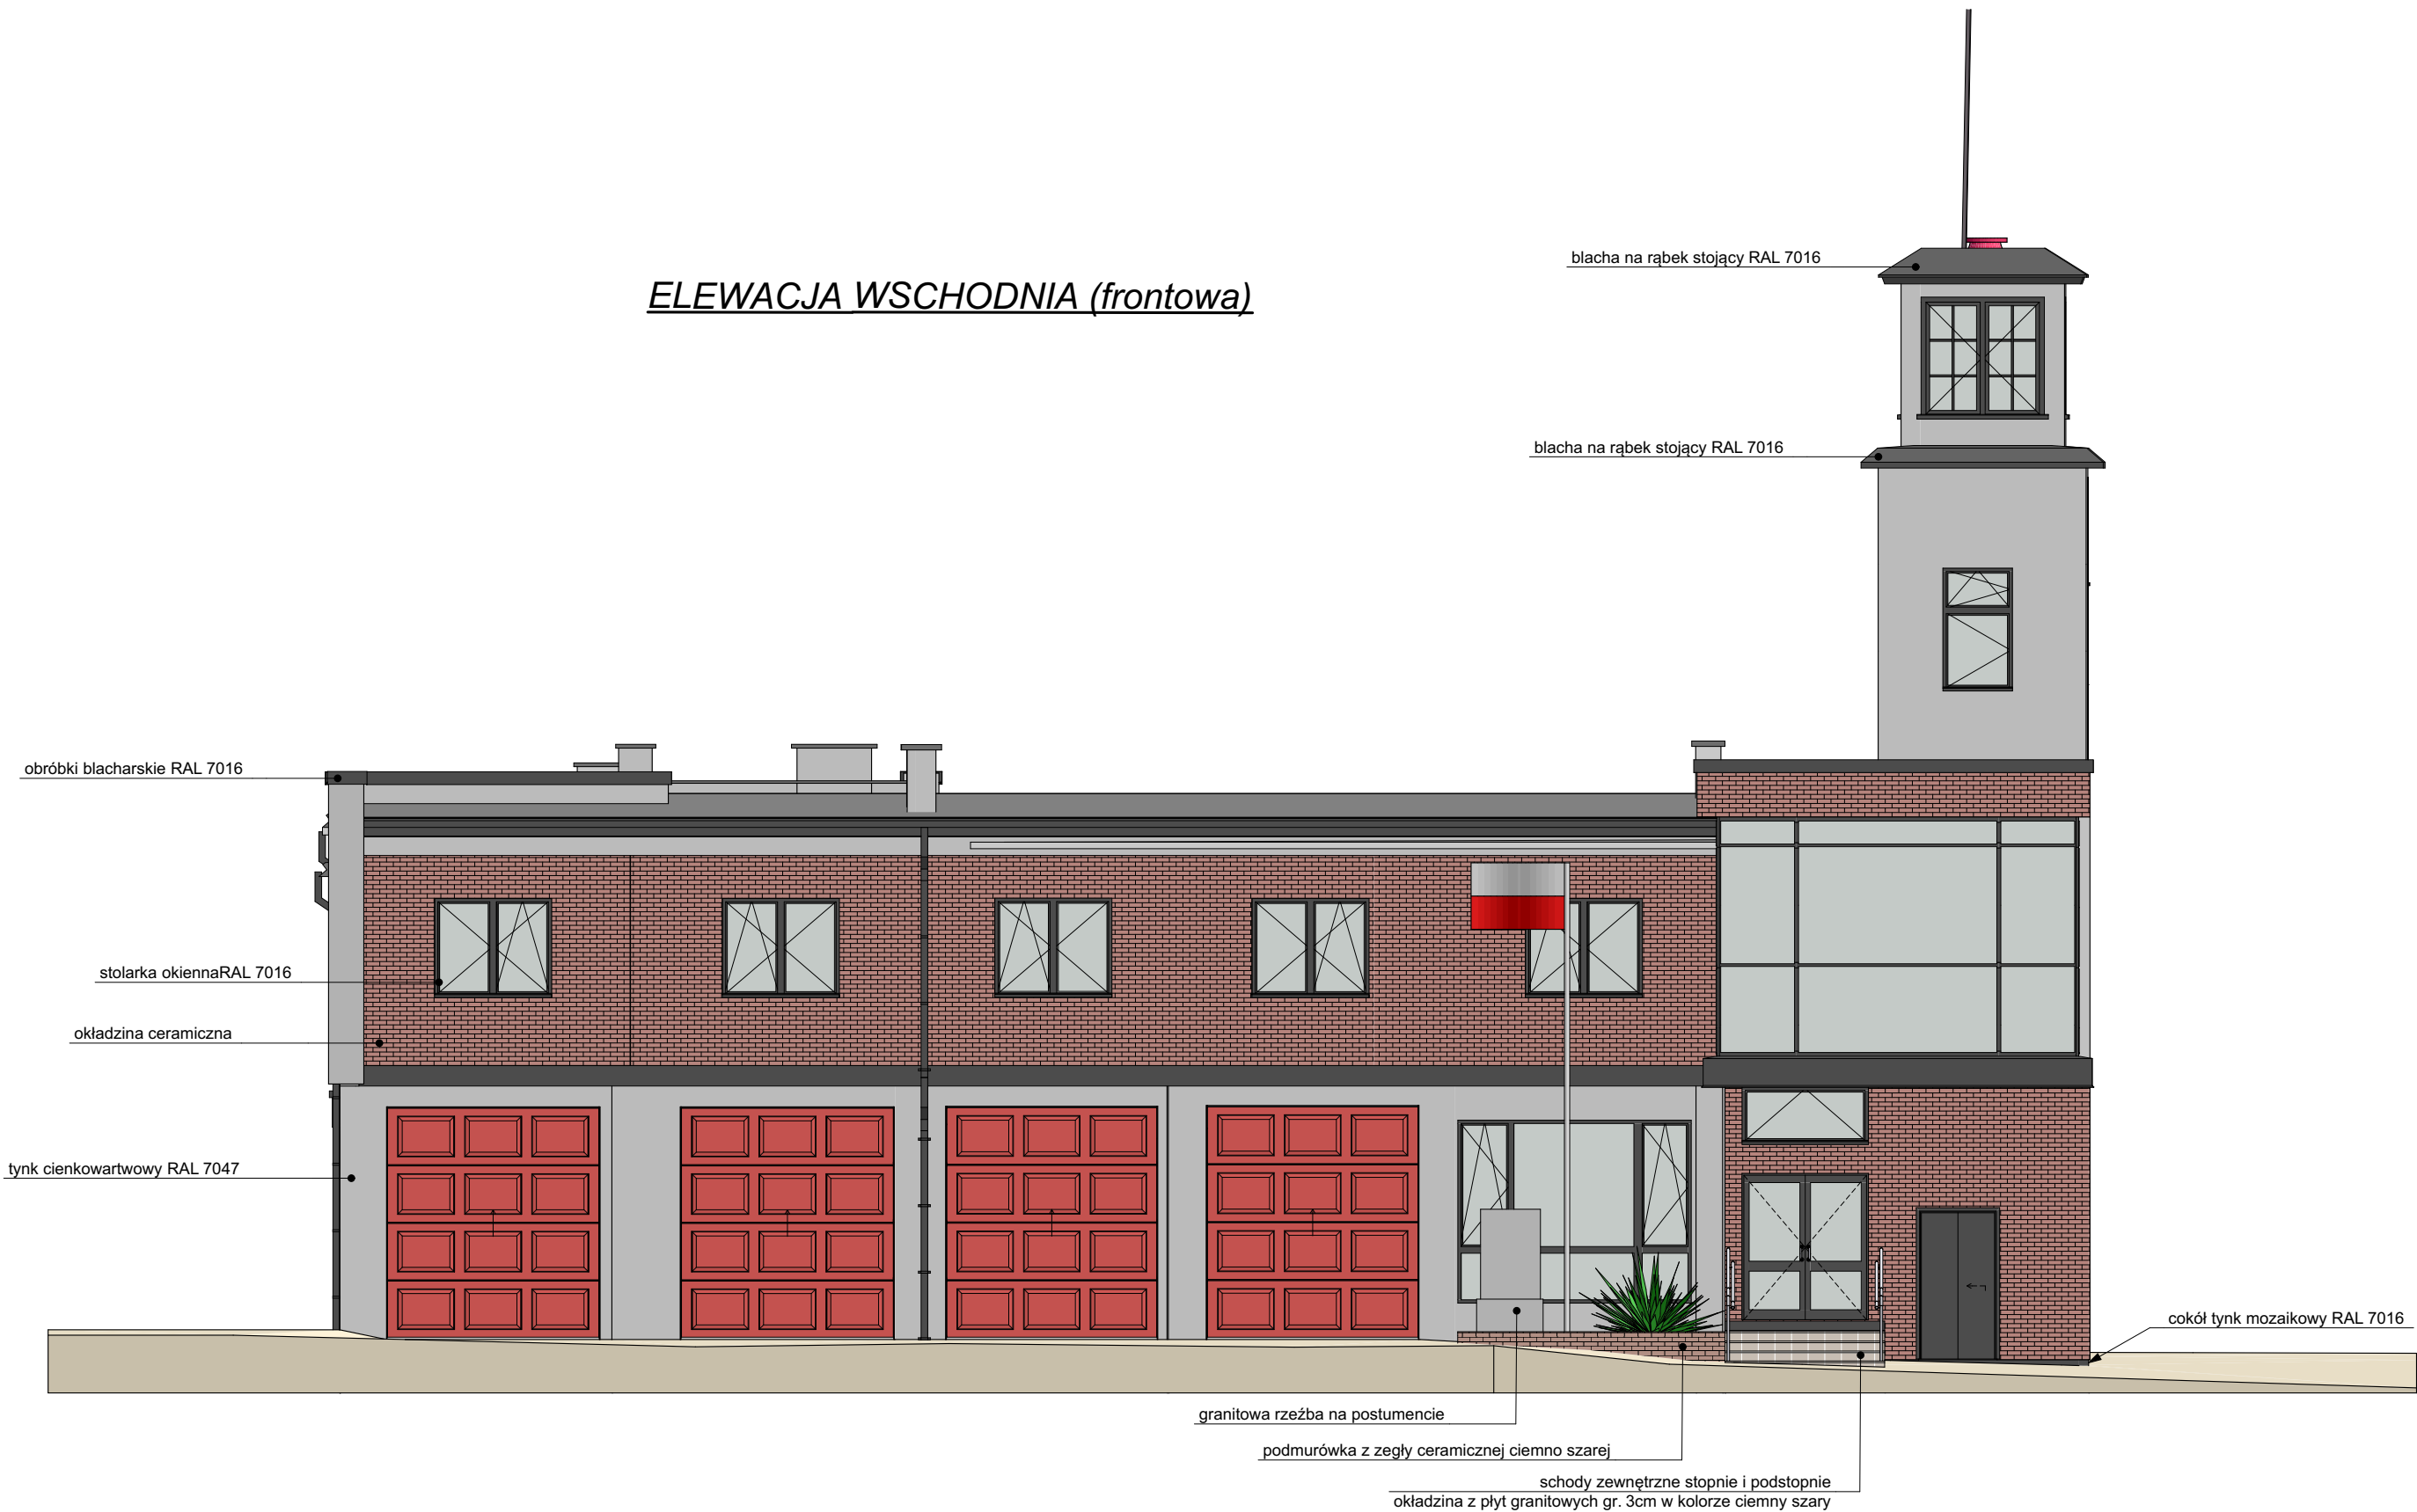 blacha na rąbek stojący RAL 7016
ELEWACJA WSCHODNIA (frontowa)
blacha na rąbek stojący RAL 7016
obróbki blacharskie RAL 7016
stolarka okiennaRAL 7016
okładzina ceramiczna
tynk cienkowartwowy RAL 7047
cokół tynk mozaikowy RAL 7016
granitowa rzeźba na postumencie
podmurówka z zegły ceramicznej ciemno szarej
schody zewnętrzne stopnie i podstopnie
okładzina z płyt granitowych gr. 3cm w kolorze ciemny szary